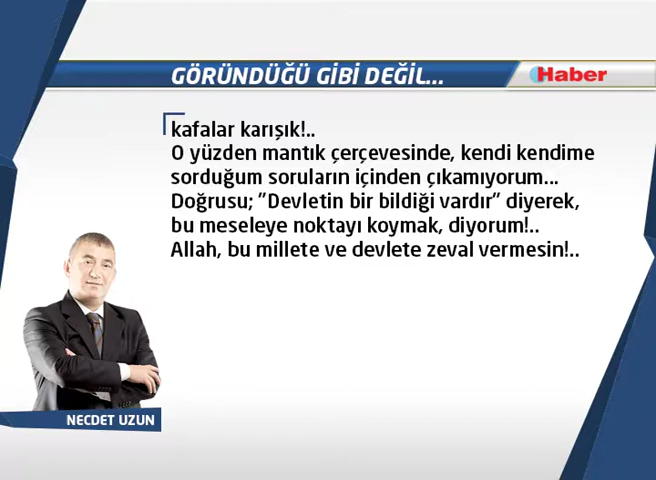 GÖRÜNDÜĞÜ GİBİ DEĞİL...
Haber
kafalar karışık!..
O yüzden mantık çerçevesinde, kendi kendime
sorduğum soruların içinden çıkamıyorum...
Doğrusu; "Devletin bir bildiği vardır" diyerek,
bu meseleye noktayı koymak, diyorum!..
Allah, bu millete ve devlete zeval vermesin!..
NECDET UZUN